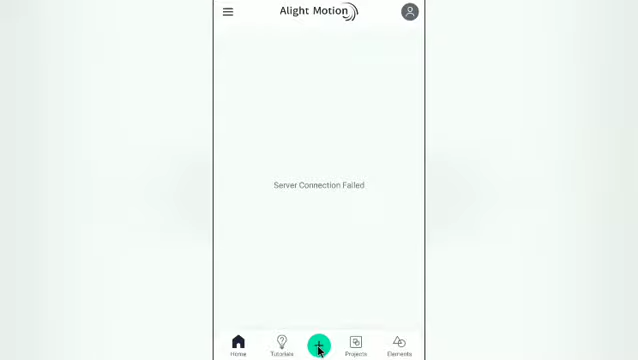 Alight Motion
Server Connection Failed
Home
Tutorials
Projects
Elements